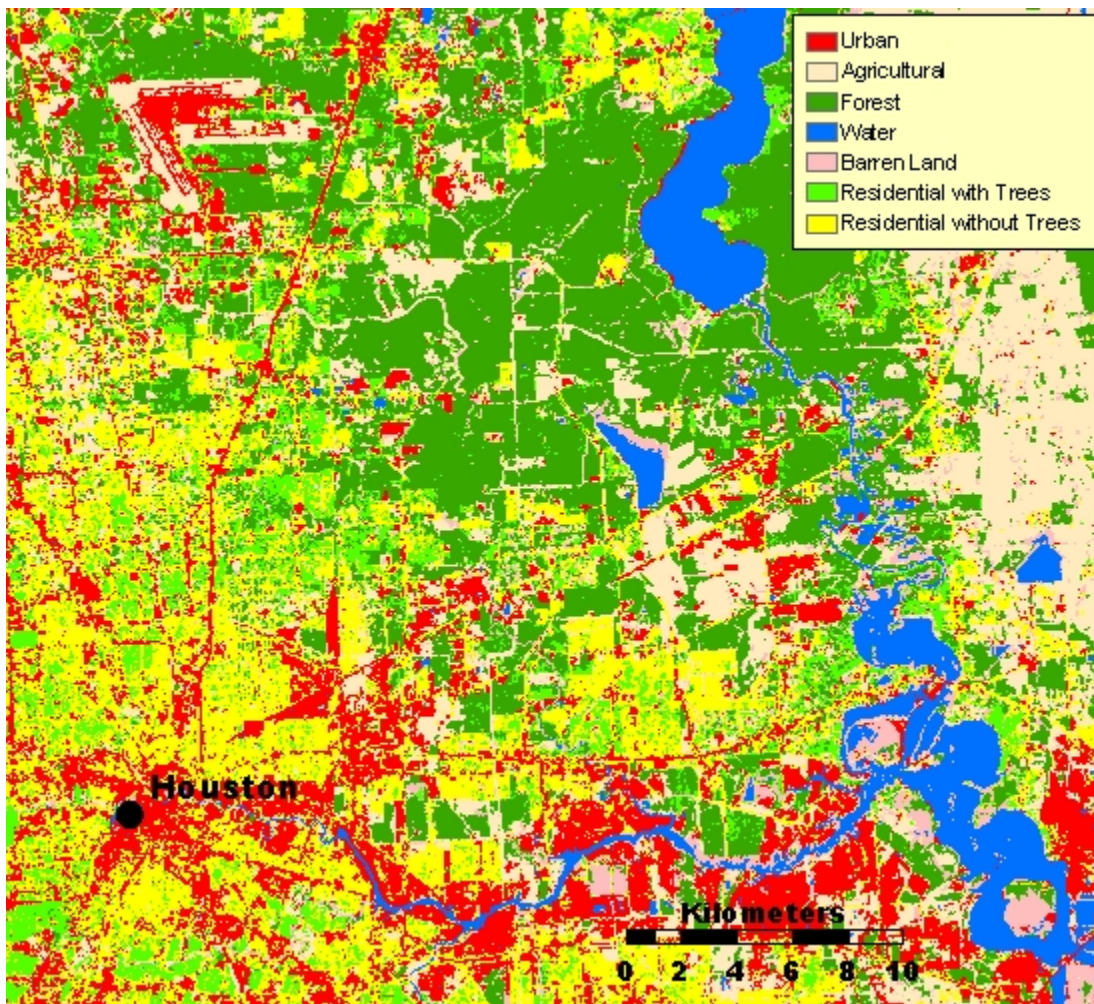 Urban
Agricultural
Forest
Water
Barren Land
Residential with Trees
Residential without Trees
Houston
Kilometers
0 2 4 6 8 10